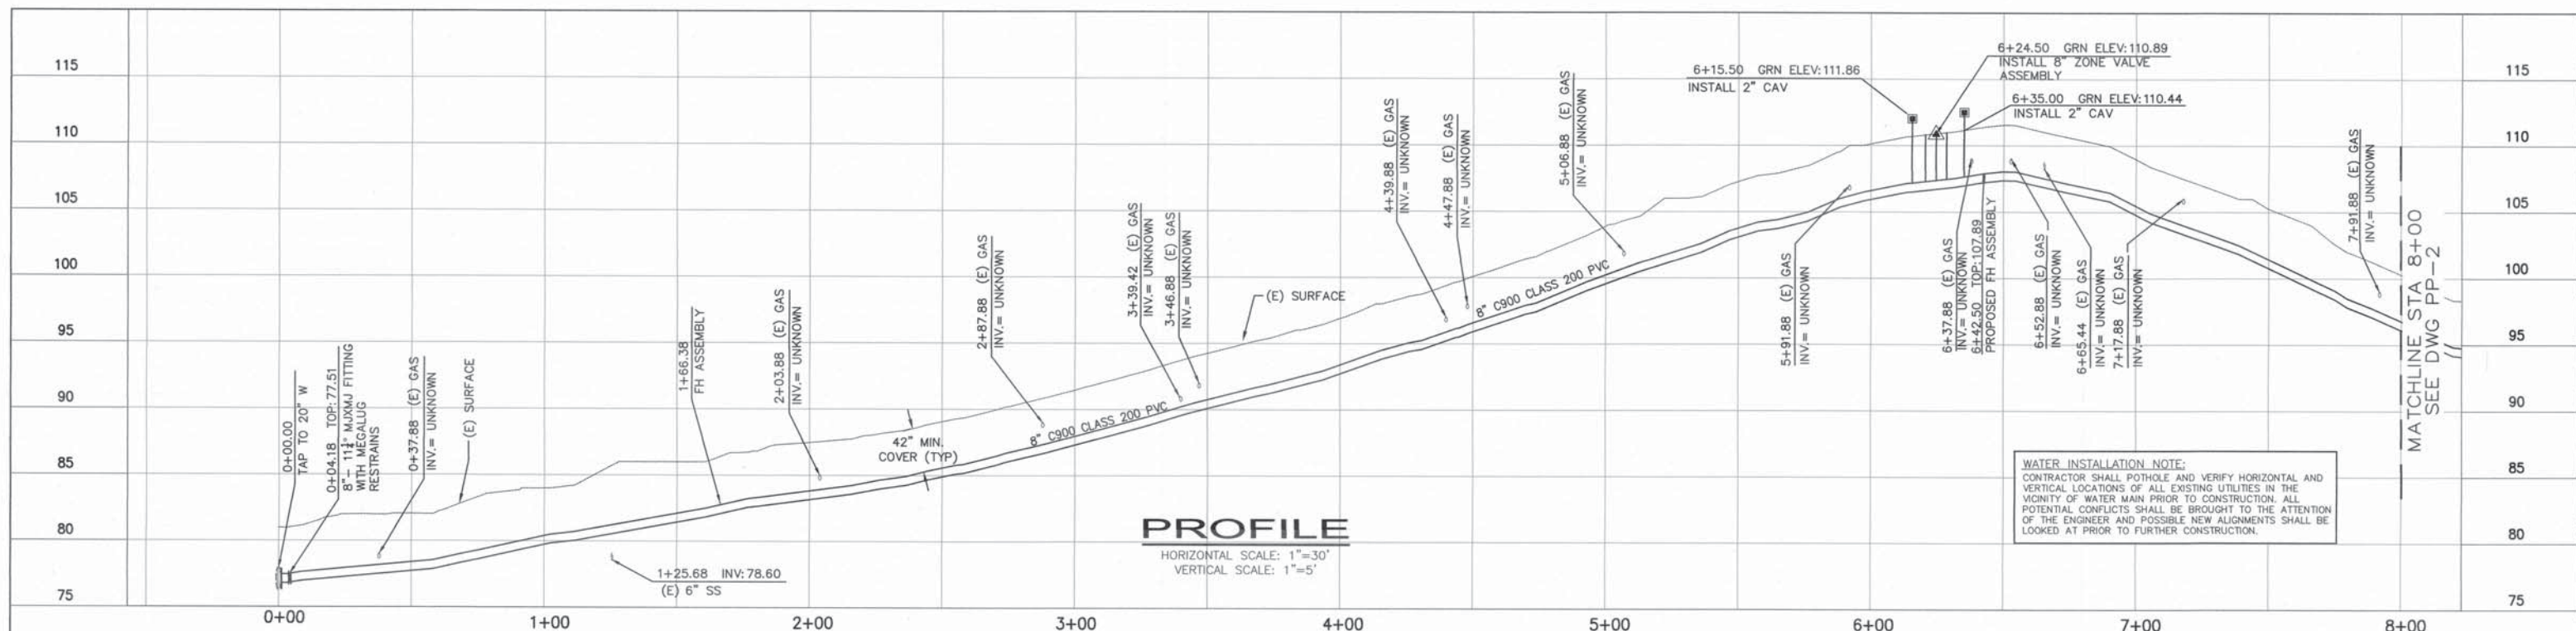 115
110
105
100
95
90
85
80
75
0+00.00
TAP TO 20" W
0+04.18 TOP: 77.51
8"- 11¼° MJXMJ FITTING
WITH MEGALUG
RESTRAINS
0+37.88 (E) GAS
INV.= UNKNOWN
(E) SURFACE
1+25.68 INV: 78.60
(E) 6" SS
1+66.38
FH ASSEMBLY
2+03.88 (E) GAS
INV.= UNKNOWN
42" MIN.
COVER (TYP)
2+87.88 (E) GAS
INV.= UNKNOWN
8" C900 CLASS 200 PVC
3+39.42 (E) GAS
INV.= UNKNOWN
3+46.88 (E) GAS
INV.= UNKNOWN
(E) SURFACE
4+39.88 (E) GAS
INV.= UNKNOWN
4+47.88 (E) GAS
INV.= UNKNOWN
8" C900 CLASS 200 PVC
5+06.88 (E) GAS
INV.= UNKNOWN
5+91.88 (E) GAS
INV.= UNKNOWN
6+15.50 GRN ELEV: 111.86
INSTALL 2" CAV
6+24.50 GRN ELEV: 110.89
INSTALL 8" ZONE VALVE
ASSEMBLY
6+35.00 GRN ELEV: 110.44
INSTALL 2" CAV
6+37.88 (E) GAS
INV.= UNKNOWN
6+42.50 TOP: 107.89
PROPOSED FH ASSEMBLY
6+52.88 (E) GAS
INV.= UNKNOWN
6+65.44 (E) GAS
INV.= UNKNOWN
7+17.88 (E) GAS
INV.= UNKNOWN
7+91.88 (E) GAS
INV.= UNKNOWN
MATCHLINE STA 8+00
SEE DWG PP-2
115
110
105
100
95
90
85
80
75
WATER INSTALLATION NOTE:
CONTRACTOR SHALL POTHOLE AND VERIFY HORIZONTAL AND
VERTICAL LOCATIONS OF ALL EXISTING UTILITIES IN THE
VICINITY OF WATER MAIN PRIOR TO CONSTRUCTION. ALL
POTENTIAL CONFLICTS SHALL BE BROUGHT TO THE ATTENTION
OF THE ENGINEER AND POSSIBLE NEW ALIGNMENTS SHALL BE
LOOKED AT PRIOR TO FURTHER CONSTRUCTION.
PROFILE
HORIZONTAL SCALE: 1"=30'
VERTICAL SCALE: 1"=5'
0+00
1+00
2+00
3+00
4+00
5+00
6+00
7+00
8+00